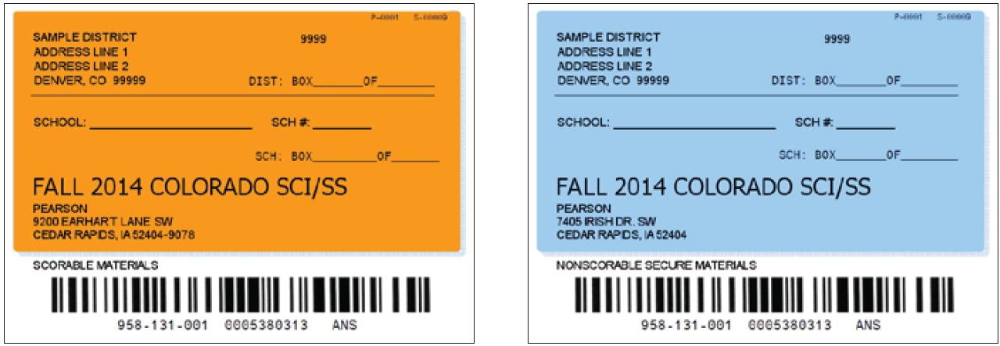 P-0001 S-00009
SAMPLE DISTRICT 9999
ADDRESS LINE 1
ADDRESS LINE 2
DENVER, CO 99999 DIST: BOX_______OF________
SCHOOL: ____________________ SCH #: ________
SCH: BOX_________OF_______
FALL 2014 COLORADO SCI/SS
PEARSON
9200 EARHART LANE SW
CEDAR RAPIDS, IA 52404-9078
SCORABLE MATERIALS
958-131-001 0005380313 ANS
P-0001 S-00009
SAMPLE DISTRICT 9999
ADDRESS LINE 1
ADDRESS LINE 2
DENVER, CO 99999 DIST: BOX_______OF________
SCHOOL: ____________________ SCH #: ________
SCH: BOX_______OF________
FALL 2014 COLORADO SCI/SS
PEARSON
7405 IRISH DR. SW
CEDAR RAPIDS, IA 52404
NONSCORABLE SECURE MATERIALS
958-131-001 0005380313 ANS